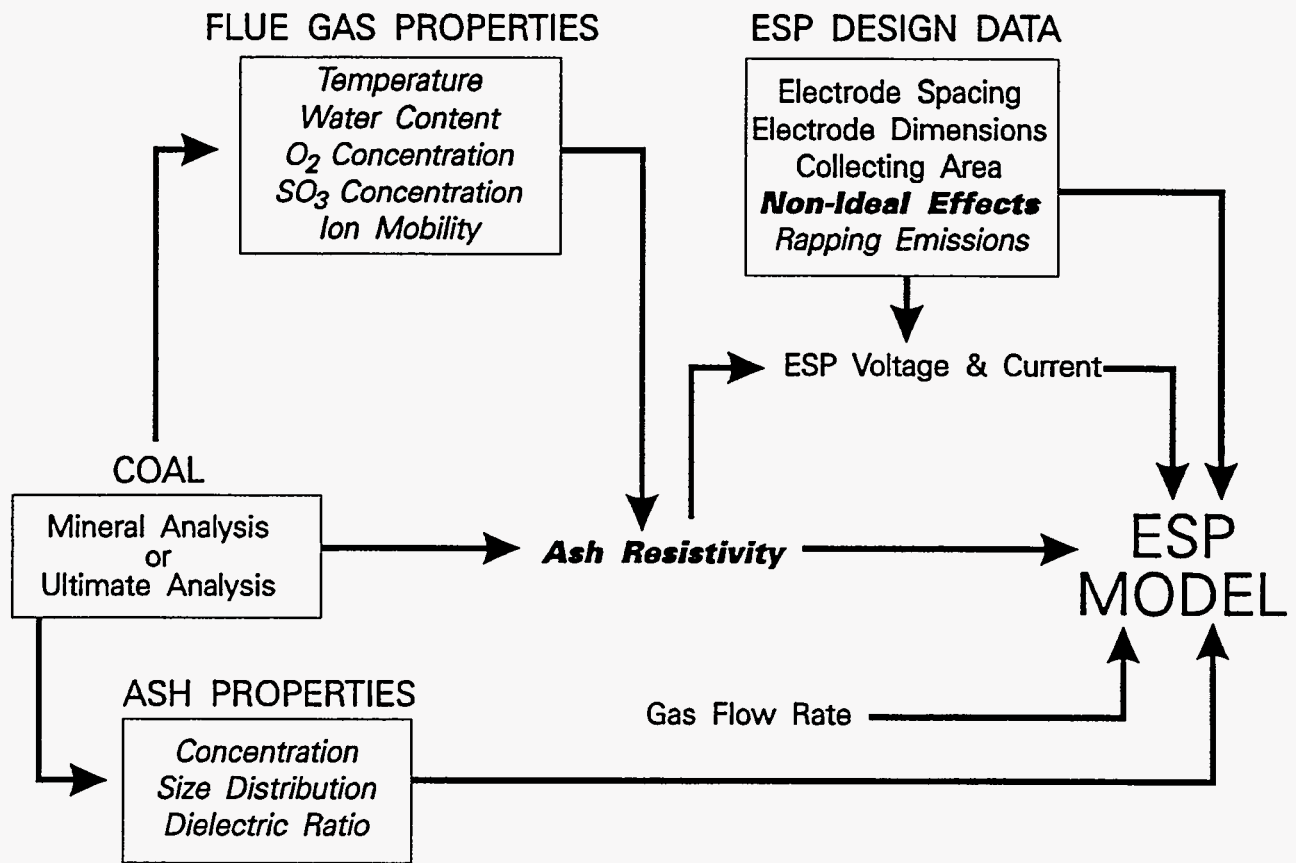 FLUE GAS PROPERTIES
Temperature
Water Content
O₂ Concentration
SO₃ Concentration
Ion Mobility
ESP DESIGN DATA
Electrode Spacing
Electrode Dimensions
Collecting Area
Non-Ideal Effects
Rapping Emissions
ESP Voltage & Current
COAL
Mineral Analysis
or
Ultimate Analysis
Ash Resistivity
ESP
MODEL
ASH PROPERTIES
Concentration
Size Distribution
Dielectric Ratio
Gas Flow Rate